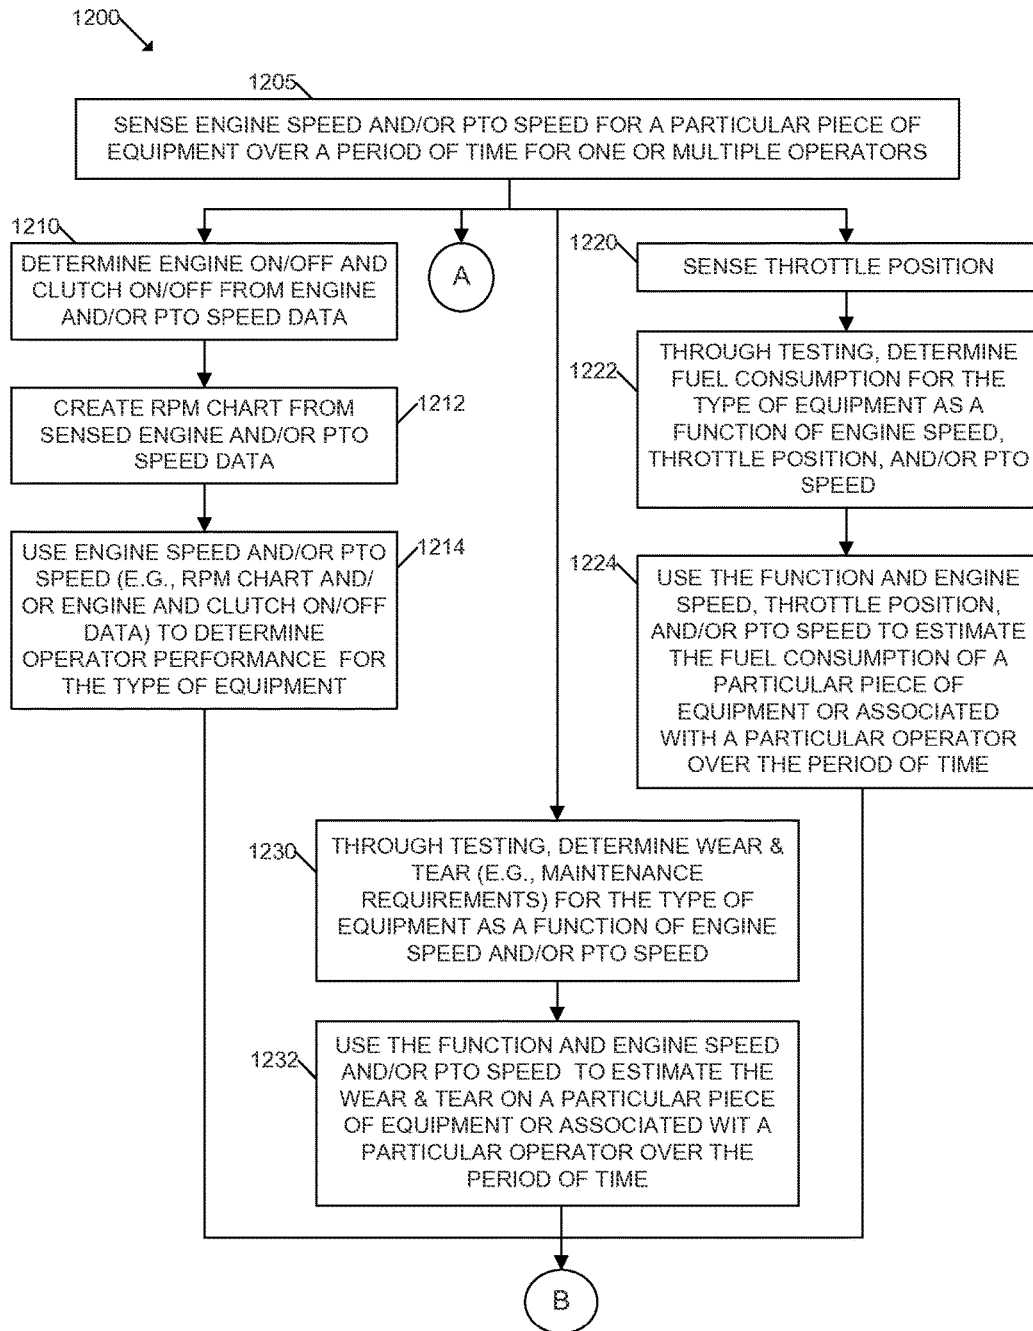 1200
1205
SENSE ENGINE SPEED AND/OR PTO SPEED FOR A PARTICULAR PIECE OF
EQUIPMENT OVER A PERIOD OF TIME FOR ONE OR MULTIPLE OPERATORS
1210
DETERMINE ENGINE ON/OFF AND
CLUTCH ON/OFF FROM ENGINE
AND/OR PTO SPEED DATA
1212
CREATE RPM CHART FROM
SENSED ENGINE AND/OR PTO
SPEED DATA
1214
USE ENGINE SPEED AND/OR PTO
SPEED (E.G., RPM CHART AND/
OR ENGINE AND CLUTCH ON/OFF
DATA) TO DETERMINE
OPERATOR PERFORMANCE FOR
THE TYPE OF EQUIPMENT
A
1220
SENSE THROTTLE POSITION
1222
THROUGH TESTING, DETERMINE
FUEL CONSUMPTION FOR THE
TYPE OF EQUIPMENT AS A
FUNCTION OF ENGINE SPEED,
THROTTLE POSITION, AND/OR PTO
SPEED
1224
USE THE FUNCTION AND ENGINE
SPEED, THROTTLE POSITION,
AND/OR PTO SPEED TO ESTIMATE
THE FUEL CONSUMPTION OF A
PARTICULAR PIECE OF
EQUIPMENT OR ASSOCIATED
WITH A PARTICULAR OPERATOR
OVER THE PERIOD OF TIME
1230
THROUGH TESTING, DETERMINE WEAR &
TEAR (E.G., MAINTENANCE
REQUIREMENTS) FOR THE TYPE OF
EQUIPMENT AS A FUNCTION OF ENGINE
SPEED AND/OR PTO SPEED
1232
USE THE FUNCTION AND ENGINE SPEED
AND/OR PTO SPEED TO ESTIMATE THE
WEAR & TEAR ON A PARTICULAR PIECE
OF EQUIPMENT OR ASSOCIATED WIT A
PARTICULAR OPERATOR OVER THE
PERIOD OF TIME
B